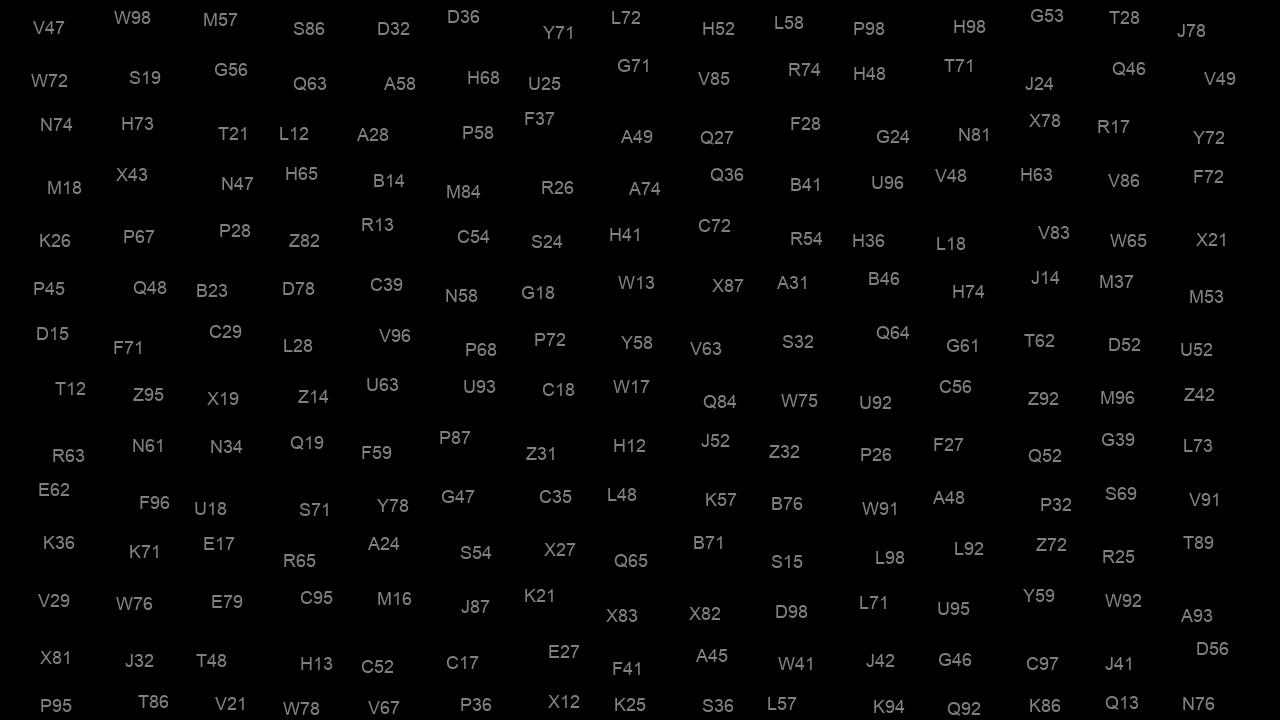 V47 W98 M57 S86 D32 D36 Y71 L72 H52 L58 P98 H98 G53 T28 J78
W72 S19 G56 Q63 A58 H68 U25 G71 V85 R74 H48 T71 J24 Q46 V49
N74 H73 T21 L12 A28 P58 F37 A49 Q27 F28 G24 N81 X78 R17 Y72
M18 X43 N47 H65 B14 M84 R26 A74 Q36 B41 U96 V48 H63 V86 F72
K26 P67 P28 Z82 R13 C54 S24 H41 C72 R54 H36 L18 V83 W65 X21
P45 Q48 B23 D78 C39 N58 G18 W13 X87 A31 B46 H74 J14 M37 M53
D15 F71 C29 L28 V96 P68 P72 Y58 V63 S32 Q64 G61 T62 D52 U52
T12 Z95 X19 Z14 U63 U93 C18 W17 Q84 W75 U92 C56 Z92 M96 Z42
R63 N61 N34 Q19 F59 P87 Z31 H12 J52 Z32 P26 F27 Q52 G39 L73
E62 F96 U18 S71 Y78 G47 C35 L48 K57 B76 W91 A48 P32 S69 V91
K36 K71 E17 R65 A24 S54 X27 Q65 B71 S15 L98 L92 Z72 R25 T89
V29 W76 E79 C95 M16 J87 K21 X83 X82 D98 L71 U95 Y59 W92 A93
X81 J32 T48 H13 C52 C17 E27 F41 A45 W41 J42 G46 C97 J41 D56
P95 T86 V21 W78 V67 P36 X12 K25 S36 L57 K94 Q92 K86 Q13 N76